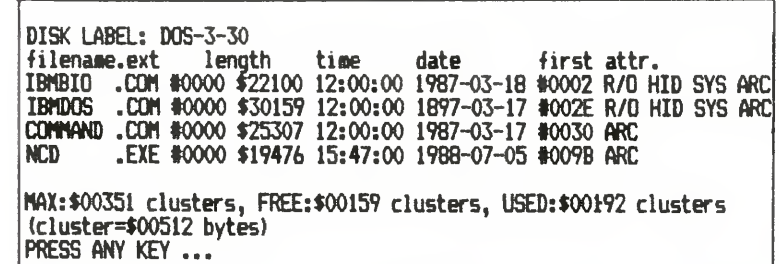 DISK LABEL: DOS-3-30
filename.ext length time date first attr.
IBMBIO .COM #0000 $22100 12:00:00 1987-03-18 #0002 R/O HID SYS ARC
IBMDOS .COM #0000 $30159 12:00:00 1897-03-17 #002E R/O HID SYS ARC
COMMAND .COM #0000 $25307 12:00:00 1987-03-17 #0030 ARC
NCD .EXE #0000 $19476 15:47:00 1988-07-05 #009B ARC
MAX:$00351 clusters, FREE:$00159 clusters, USED:$00192 clusters
(cluster=$00512 bytes)
PRESS ANY KEY ...